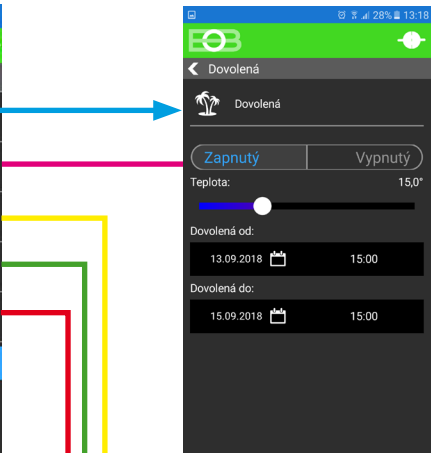 28% 13:18
EOB
Dovolená
Dovolená
Zapnutý Vypnutý
Teplota: 15,0°
Dovolená od:
13.09.2018 15:00
Dovolená do:
15.09.2018 15:00